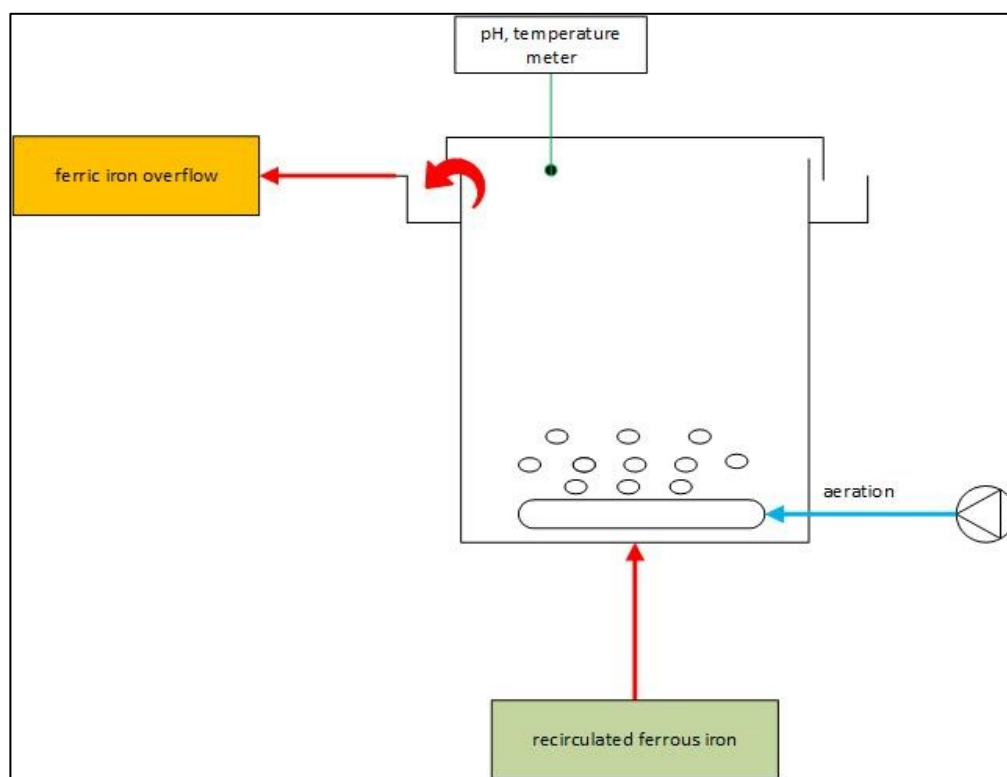 pH, temperature
meter
ferric iron overflow
aeration
recirculated ferrous iron